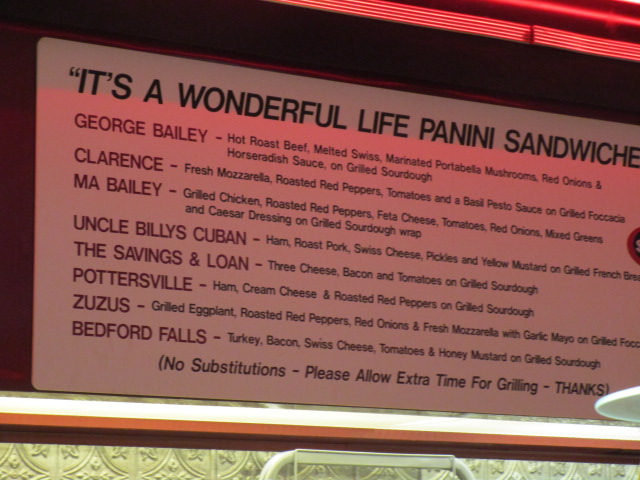 "IT'S A WONDERFUL LIFE PANINI SANDWICHE
GEORGE BAILEY - Hot Roast Beef, Melted Swiss, Marinated Portabella Mushrooms, Red Onions &
Horseradish Sauce, on Grilled Sourdough
CLARENCE - Fresh Mozzarella, Roasted Red Peppers, Tomatoes and a Basil Pesto Sauce on Grilled Foccacia
MA BAILEY - Grilled Chicken, Roasted Red Peppers, Feta Cheese, Tomatoes, Red Onions, Mixed Greens
and Caesar Dressing on Grilled Sourdough wrap
UNCLE BILLYS CUBAN - Ham, Roast Pork, Swiss Cheese, Pickles and Yellow Mustard on Grilled French Brea
THE SAVINGS & LOAN - Three Cheese, Bacon and Tomatoes on Grilled Sourdough
POTTERSVILLE - Ham, Cream Cheese & Roasted Red Peppers on Grilled Sourdough
ZUZUS - Grilled Eggplant, Roasted Red Peppers, Red Onions & Fresh Mozzarella with Garlic Mayo on Grilled Focc
BEDFORD FALLS - Turkey, Bacon, Swiss Cheese, Tomatoes & Honey Mustard on Grilled Sourdough
(No Substitutions - Please Allow Extra Time For Grilling - THANKS)